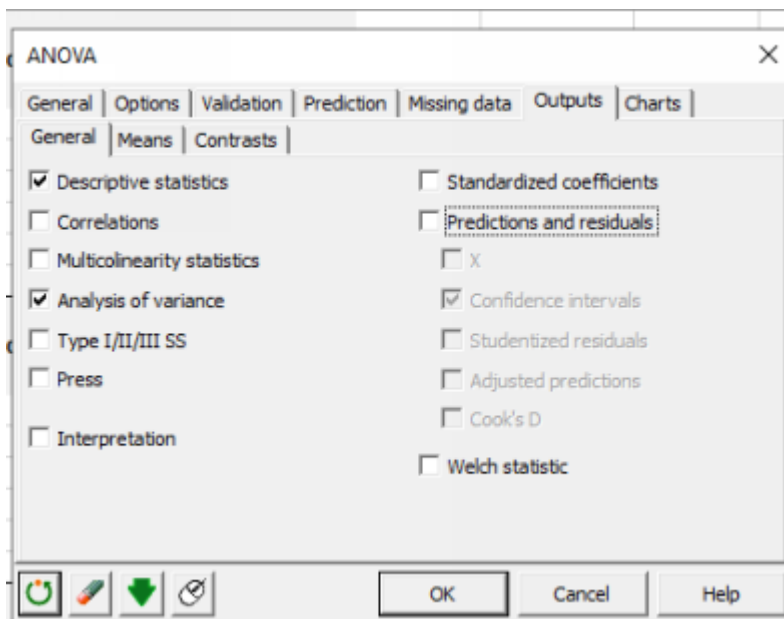 ANOVA
General Options Validation Prediction Missing data Outputs Charts
General Means Contrasts
Descriptive statistics
Correlations
Multicolinearity statistics
Analysis of variance
Type I/II/III SS
Press
Interpretation
Standardized coefficients
Predictions and residuals
X
Confidence intervals
Studentized residuals
Adjusted predictions
Cook's D
Welch statistic
OK Cancel Help